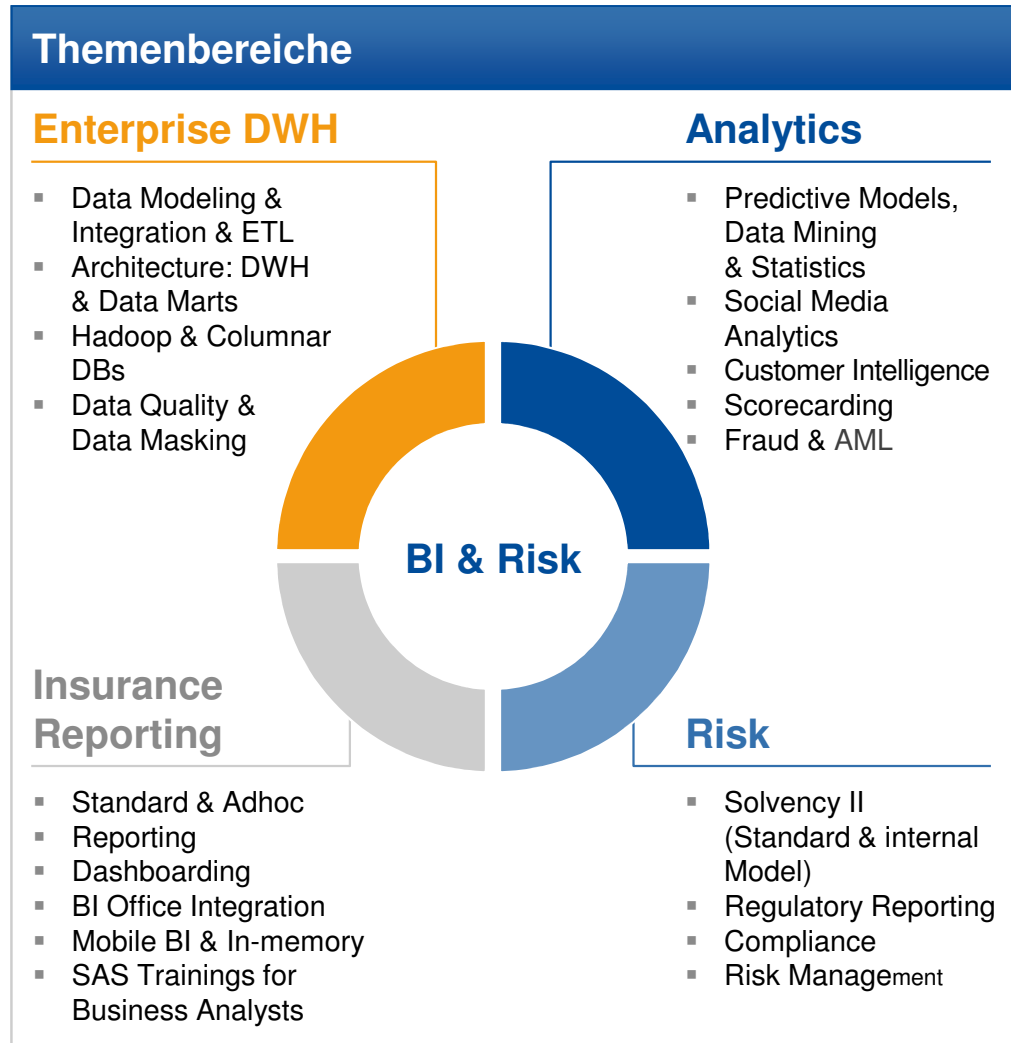 Themenbereiche
Enterprise DWH
▪ Data Modeling &
Integration & ETL
▪ Architecture: DWH
& Data Marts
▪ Hadoop & Columnar
DBs
▪ Data Quality &
Data Masking
Analytics
▪ Predictive Models,
Data Mining
& Statistics
▪ Social Media
Analytics
▪ Customer Intelligence
▪ Scorecarding
▪ Fraud & AML
BI & Risk
Insurance
Reporting
▪ Standard & Adhoc
▪ Reporting
▪ Dashboarding
▪ BI Office Integration
▪ Mobile BI & In-memory
▪ SAS Trainings for
Business Analysts
Risk
▪ Solvency II
(Standard & internal
Model)
▪ Regulatory Reporting
▪ Compliance
▪ Risk Management